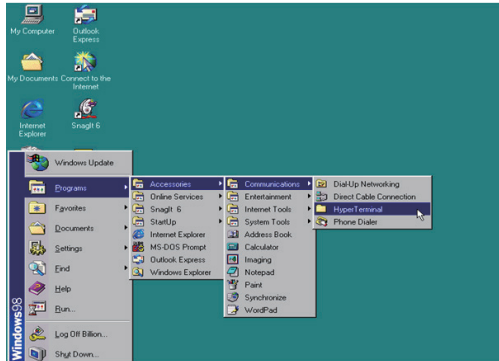 My Computer
Outlook
Express
My Documents
Connect to the
Internet
Internet
Explorer
SnagIt 6
Windows Update
Programs
Favorites
Documents
Settings
Find
Help
Run...
Log Off Billion...
Shut Down...
Windows98
Accessories
Online Services
SnagIt 6
StartUp
Internet Explorer
MS-DOS Prompt
Outlook Express
Windows Explorer
Communications
Entertainment
Internet Tools
System Tools
Address Book
Calculator
Imaging
Notepad
Paint
Synchronize
WordPad
Dial-Up Networking
Direct Cable Connection
HyperTerminal
Phone Dialer